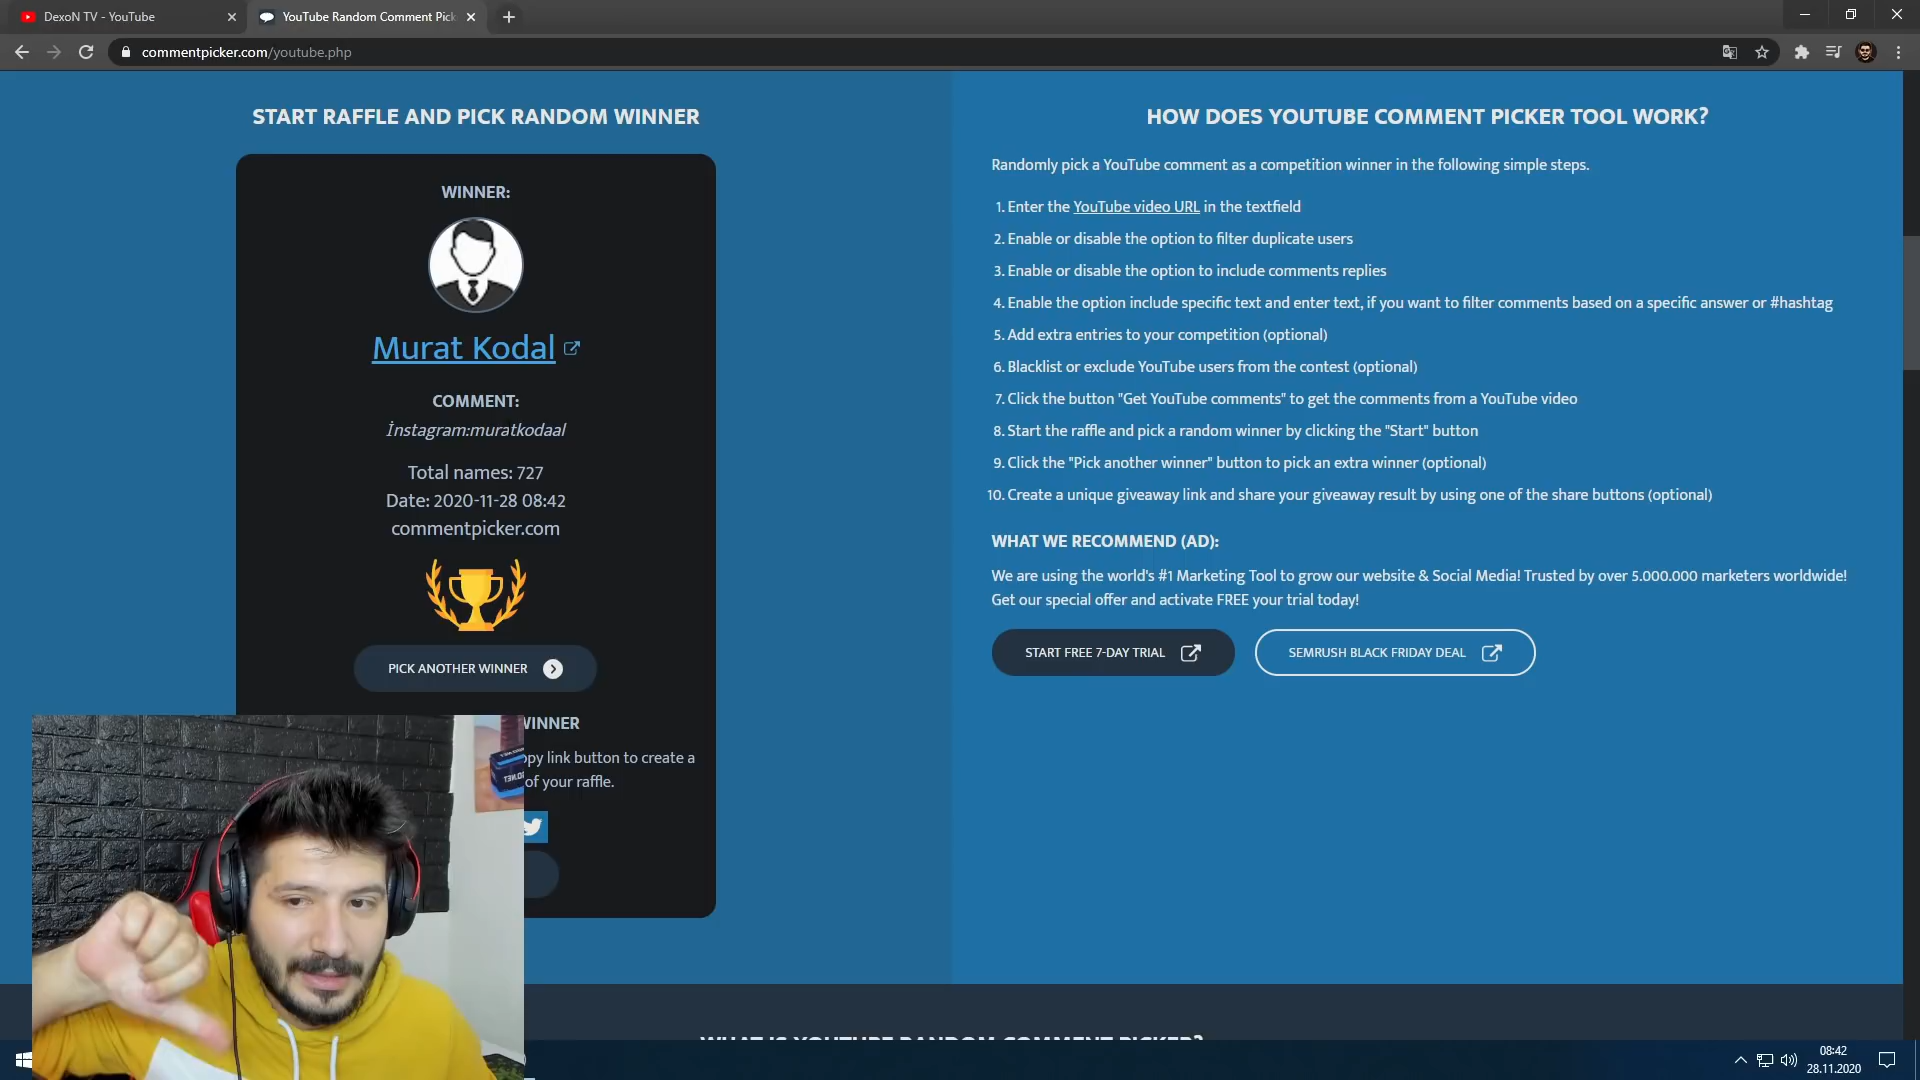 DexoN TV - YouTube
YouTube Random Comment Pick
commentpicker.com/youtube.php
START RAFFLE AND PICK RANDOM WINNER
WINNER:
Murat Kodal
COMMENT:
İnstagram:muratkodaal
Total names: 727
Date: 2020-11-28 08:42
commentpicker.com
PICK ANOTHER WINNER
WINNER
opy link button to create a
of your raffle.
HOW DOES YOUTUBE COMMENT PICKER TOOL WORK?
Randomly pick a YouTube comment as a competition winner in the following simple steps.
1. Enter the YouTube video URL in the textfield
2. Enable or disable the option to filter duplicate users
3. Enable or disable the option to include comments replies
4. Enable the option include specific text and enter text, if you want to filter comments based on a specific answer or #hashtag
5. Add extra entries to your competition (optional)
6. Blacklist or exclude YouTube users from the contest (optional)
7. Click the button "Get YouTube comments" to get the comments from a YouTube video
8. Start the raffle and pick a random winner by clicking the "Start" button
9. Click the "Pick another winner" button to pick an extra winner (optional)
10. Create a unique giveaway link and share your giveaway result by using one of the share buttons (optional)
WHAT WE RECOMMEND (AD):
We are using the world's #1 Marketing Tool to grow our website & Social Media! Trusted by over 5.000.000 marketers worldwide!
Get our special offer and activate FREE your trial today!
START FREE 7-DAY TRIAL
SEMRUSH BLACK FRIDAY DEAL
WHAT IS YOUTUBE RANDOM COMMENT PICKER?
08:42
28.11.2020